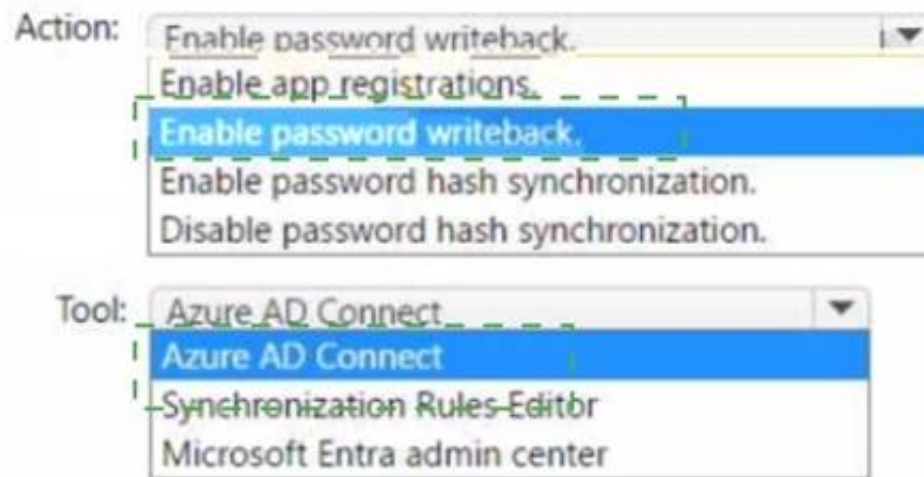 Action: Enable password writeback.
Enable app registrations.
Enable password writeback.
Enable password hash synchronization.
Disable password hash synchronization.
Tool: Azure AD Connect
Azure AD Connect
Synchronization Rules Editor
Microsoft Entra admin center